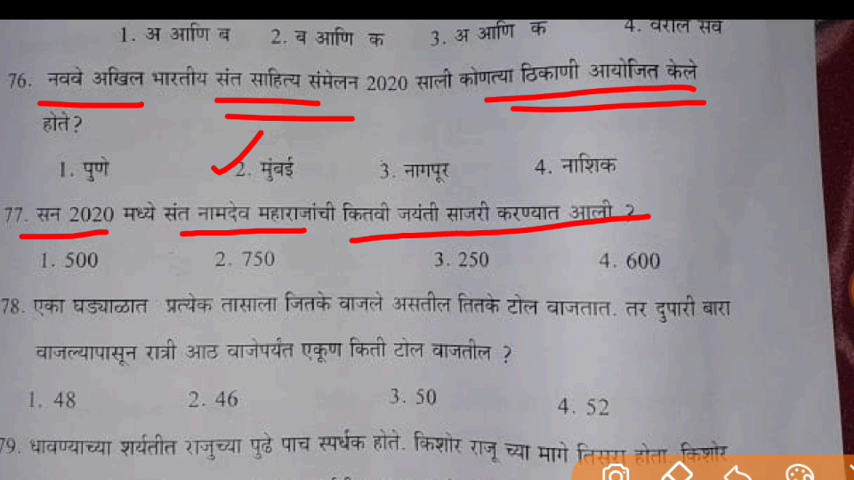 1. अ आणि ब 2. ब आणि क 3. अ आणि क 4. वरील सर्व
76. नववे अखिल भारतीय संत साहित्य संमेलन 2020 साली कोणत्या ठिकाणी आयोजित केले
होते?
1. पुणे 2. मुंबई 3. नागपूर 4. नाशिक
77. सन 2020 मध्ये संत नामदेव महाराजांची कितवी जयंती साजरी करण्यात आली ?
1. 500 2. 750 3. 250 4. 600
78. एका घड्याळात प्रत्येक तासाला जितके वाजले असतील तितके टोल वाजतात. तर दुपारी बारा
वाजल्यापासून रात्री आठ वाजेपर्यंत एकूण किती टोल वाजतील ?
1. 48 2. 46 3. 50 4. 52
79. धावण्याच्या शर्यतीत राजुच्या पुढे पाच स्पर्धक होते. किशोर राजू च्या मागे तिसरा होता. किशोर